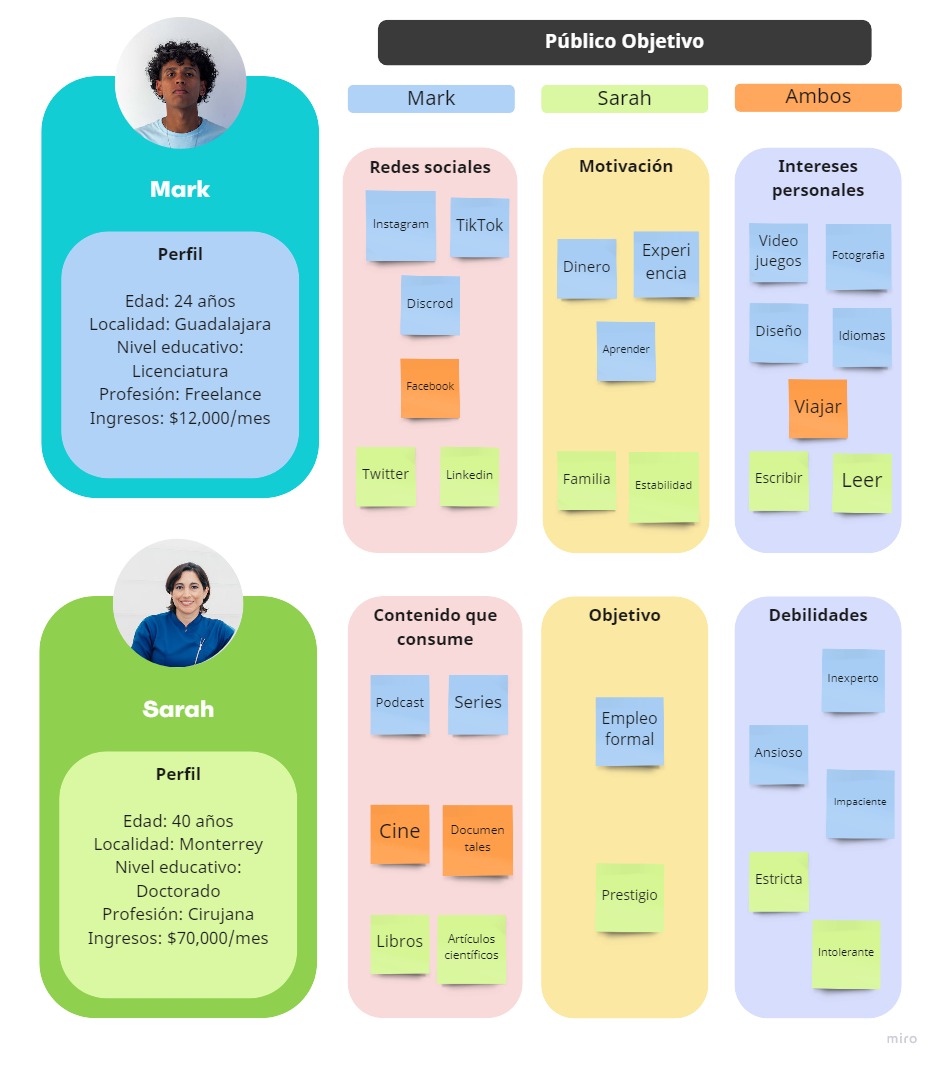 Público Objetivo
Mark
Sarah
Ambos
Mark
Perfil
Edad: 24 años
Localidad: Guadalajara
Nivel educativo:
Licenciatura
Profesión: Freelance
Ingresos: $12,000/mes
Redes sociales
Instagram
TikTok
Discrod
Facebook
Twitter
Linkedin
Motivación
Dinero
Experi
encia
Aprender
Familia
Estabilidad
Intereses
personales
Video
juegos
Fotografia
Diseño
Idiomas
Viajar
Escribir
Leer
Sarah
Perfil
Edad: 40 años
Localidad: Monterrey
Nivel educativo:
Doctorado
Profesión: Cirujana
Ingresos: $70,000/mes
Contenido que
consume
Podcast
Series
Cine
Documen
tales
Libros
Artículos
científicos
Objetivo
Empleo
formal
Prestigio
Debilidades
Inexperto
Ansioso
Impaciente
Estricta
Intolerante
miro